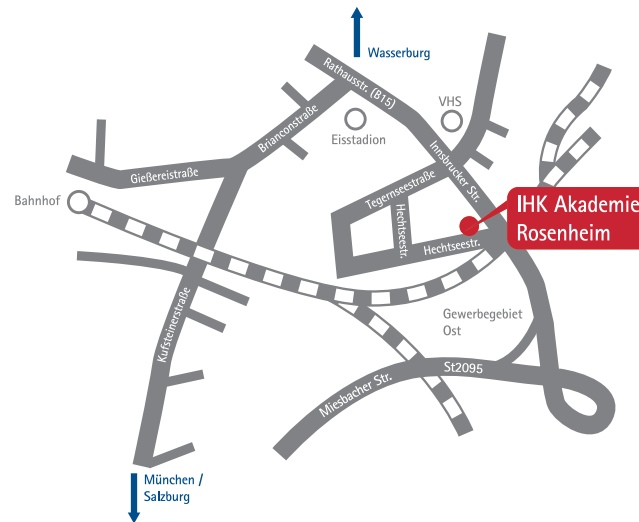 Wasserburg
Rathausstr. (B15)
VHS
Brianconstraße
Eisstadion
Innsbrucker Str.
Gießereistraße
Tegernseestraße
Bahnhof
Hechtseestr.
IHK Akademie
Rosenheim
Hechtseestr.
Kufsteinerstraße
Gewerbegebiet
Ost
Miesbacher Str.
St2095
München /
Salzburg